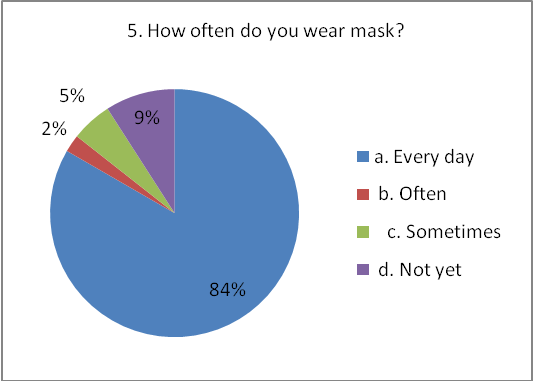 5. How often do you wear mask?
5%
2%
9%
84%
a. Every day
b. Often
c. Sometimes
d. Not yet